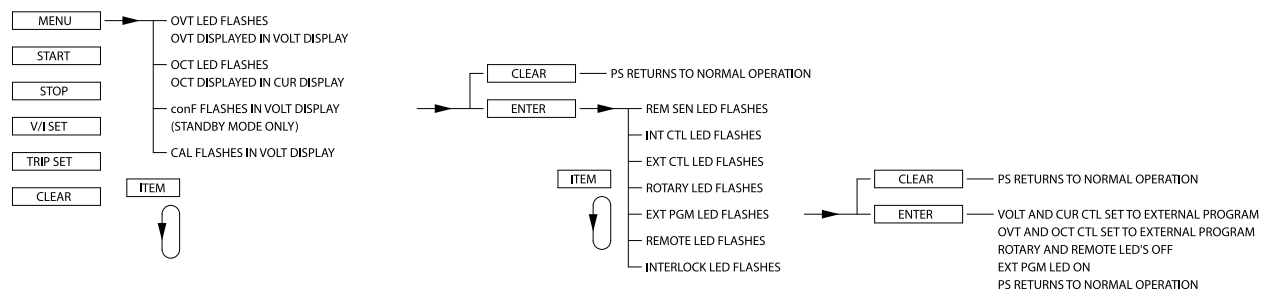 MENU
START
STOP
V/I SET
TRIP SET
CLEAR
OVT LED FLASHES
OVT DISPLAYED IN VOLT DISPLAY
OCT LED FLASHES
OCT DISPLAYED IN CUR DISPLAY
conF FLASHES IN VOLT DISPLAY
(STANDBY MODE ONLY)
CAL FLASHES IN VOLT DISPLAY
ITEM
CLEAR
PS RETURNS TO NORMAL OPERATION
ENTER
REM SEN LED FLASHES
INT CTL LED FLASHES
EXT CTL LED FLASHES
ROTARY LED FLASHES
EXT PGM LED FLASHES
REMOTE LED FLASHES
INTERLOCK LED FLASHES
ITEM
CLEAR
PS RETURNS TO NORMAL OPERATION
ENTER
VOLT AND CUR CTL SET TO EXTERNAL PROGRAM
OVT AND OCT CTL SET TO EXTERNAL PROGRAM
ROTARY AND REMOTE LED'S OFF
EXT PGM LED ON
PS RETURNS TO NORMAL OPERATION